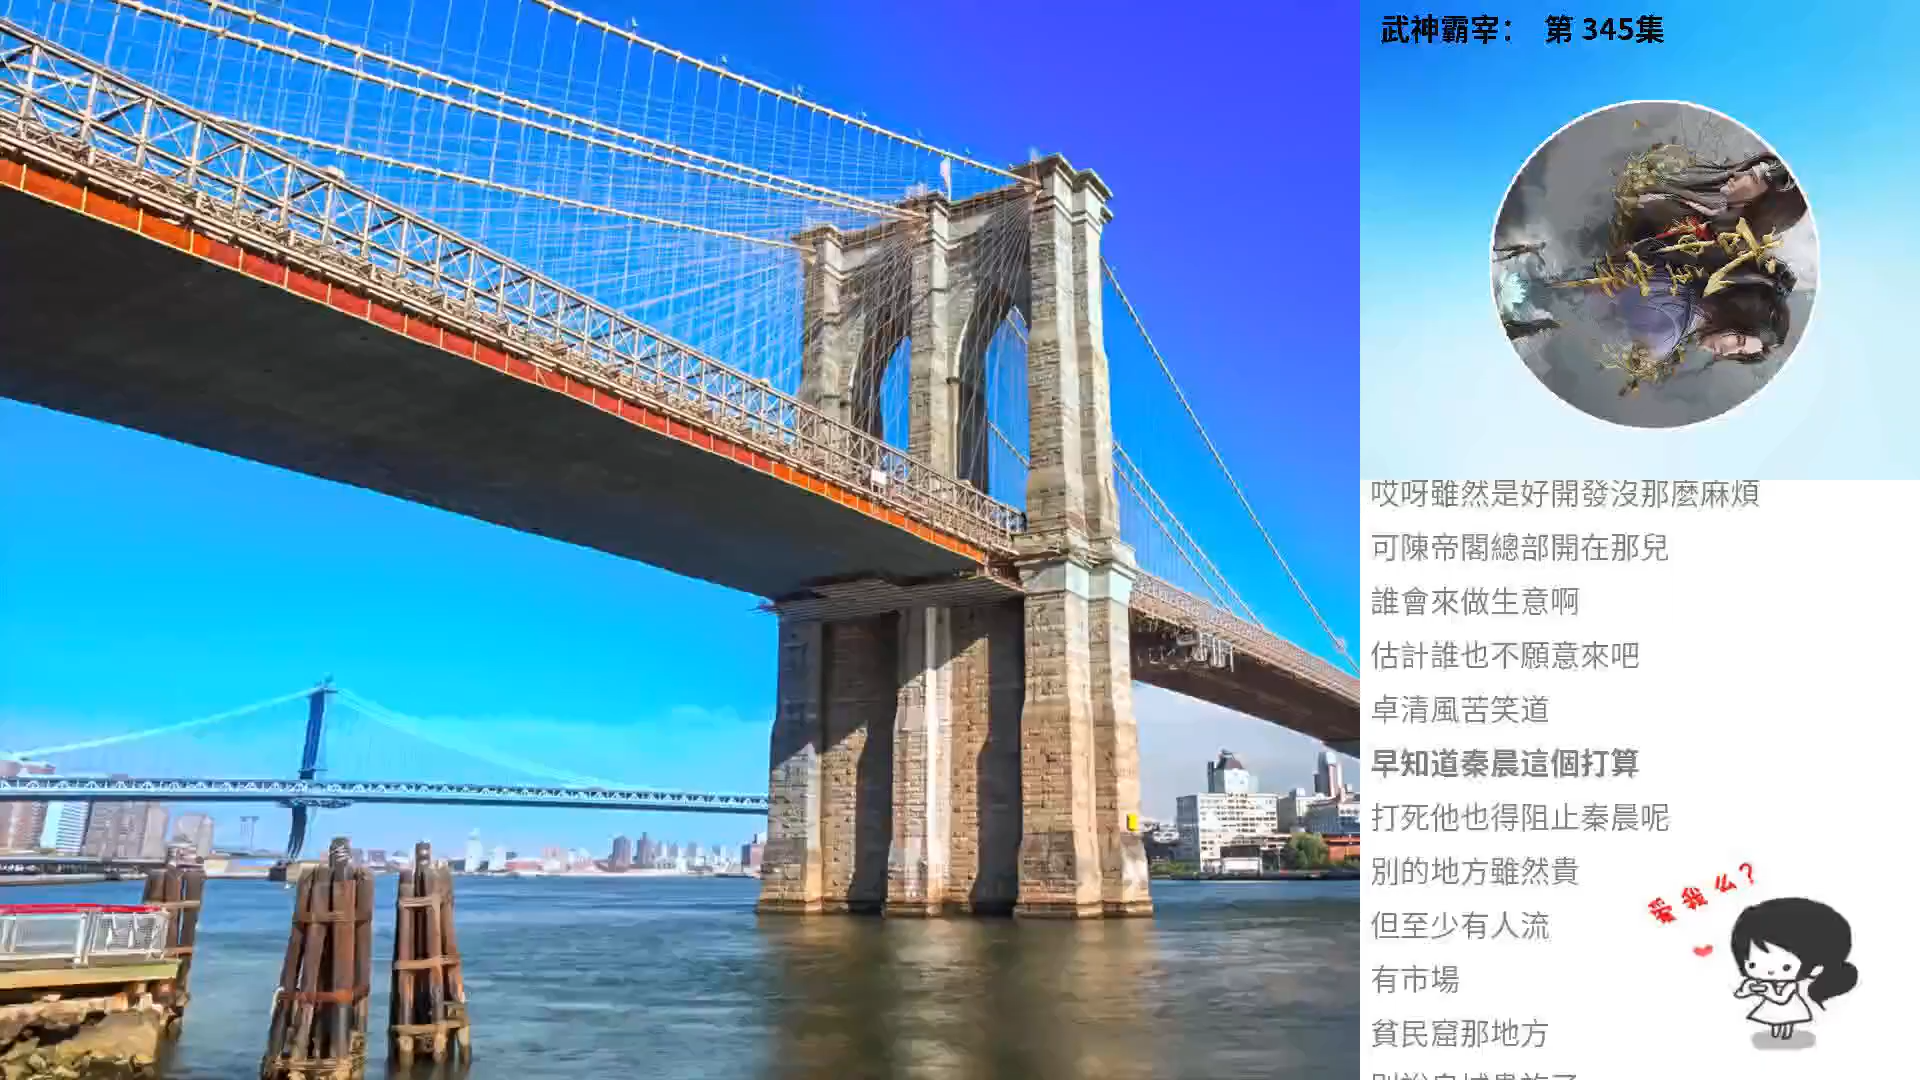 武神霸宰： 第 345集
哎呀雖然是好開發沒那麼麻煩
可陳帝閣總部開在那兒
誰會來做生意啊
估計誰也不願意來吧
卓清風苦笑道
早知道秦晨這個打算
打死他也得阻止秦晨呢
別的地方雖然貴
但至少有人流
有市場
貧民窟那地方
爱我么?